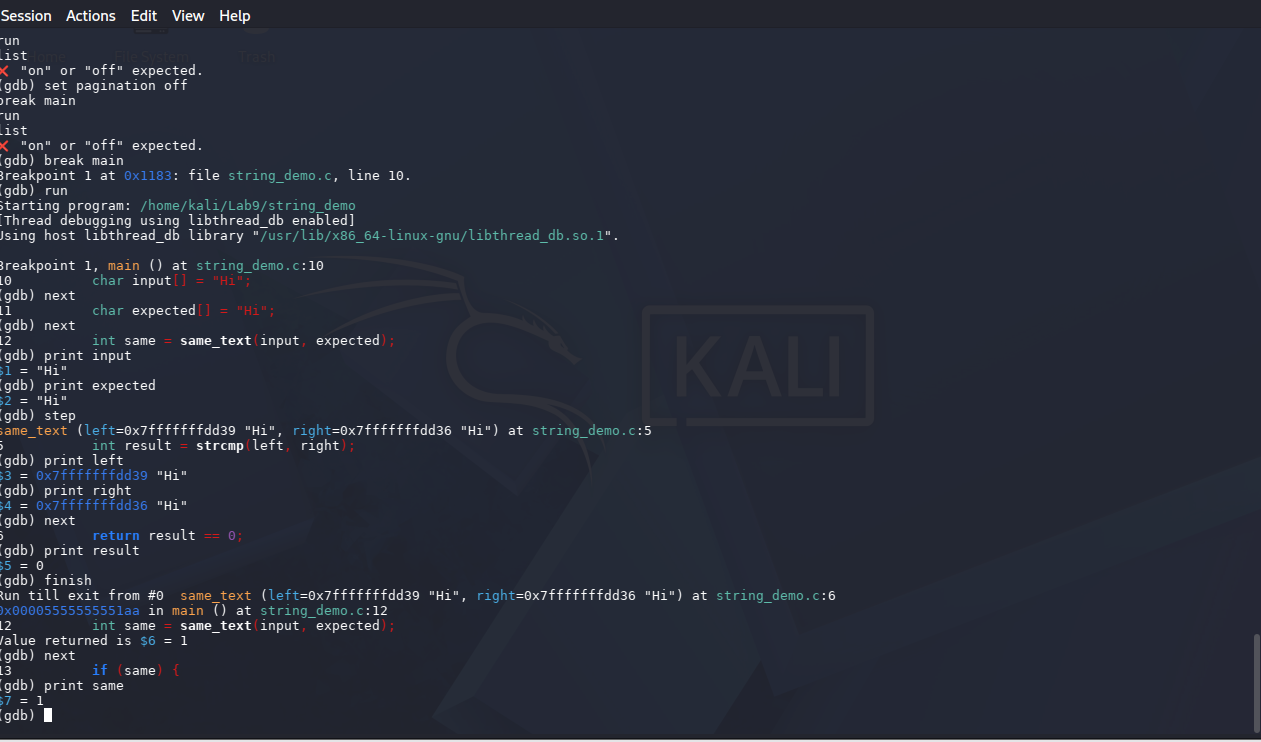 Session Actions Edit View Help
run
list
❌ "on" or "off" expected.
(gdb) set pagination off
break main
run
list
❌ "on" or "off" expected.
(gdb) break main
Breakpoint 1 at 0x1183: file string_demo.c, line 10.
(gdb) run
Starting program: /home/kali/Lab9/string_demo
[Thread debugging using libthread_db enabled]
Using host libthread_db library "/usr/lib/x86_64-linux-gnu/libthread_db.so.1".
Breakpoint 1, main () at string_demo.c:10
10 char input[] = "Hi";
(gdb) next
11 char expected[] = "Hi";
(gdb) next
12 int same = same_text(input, expected);
(gdb) print input
$1 = "Hi"
(gdb) print expected
$2 = "Hi"
(gdb) step
same_text (left=0x7fffffffdd39 "Hi", right=0x7fffffffdd36 "Hi") at string_demo.c:5
5 int result = strcmp(left, right);
(gdb) print left
$3 = 0x7fffffffdd39 "Hi"
(gdb) print right
$4 = 0x7fffffffdd36 "Hi"
(gdb) next
6 return result == 0;
(gdb) print result
$5 = 0
(gdb) finish
Run till exit from #0 same_text (left=0x7fffffffdd39 "Hi", right=0x7fffffffdd36 "Hi") at string_demo.c:6
0x00005555555551aa in main () at string_demo.c:12
12 int same = same_text(input, expected);
Value returned is $6 = 1
(gdb) next
13 if (same) {
(gdb) print same
$7 = 1
(gdb)
KALI
File System
Trash